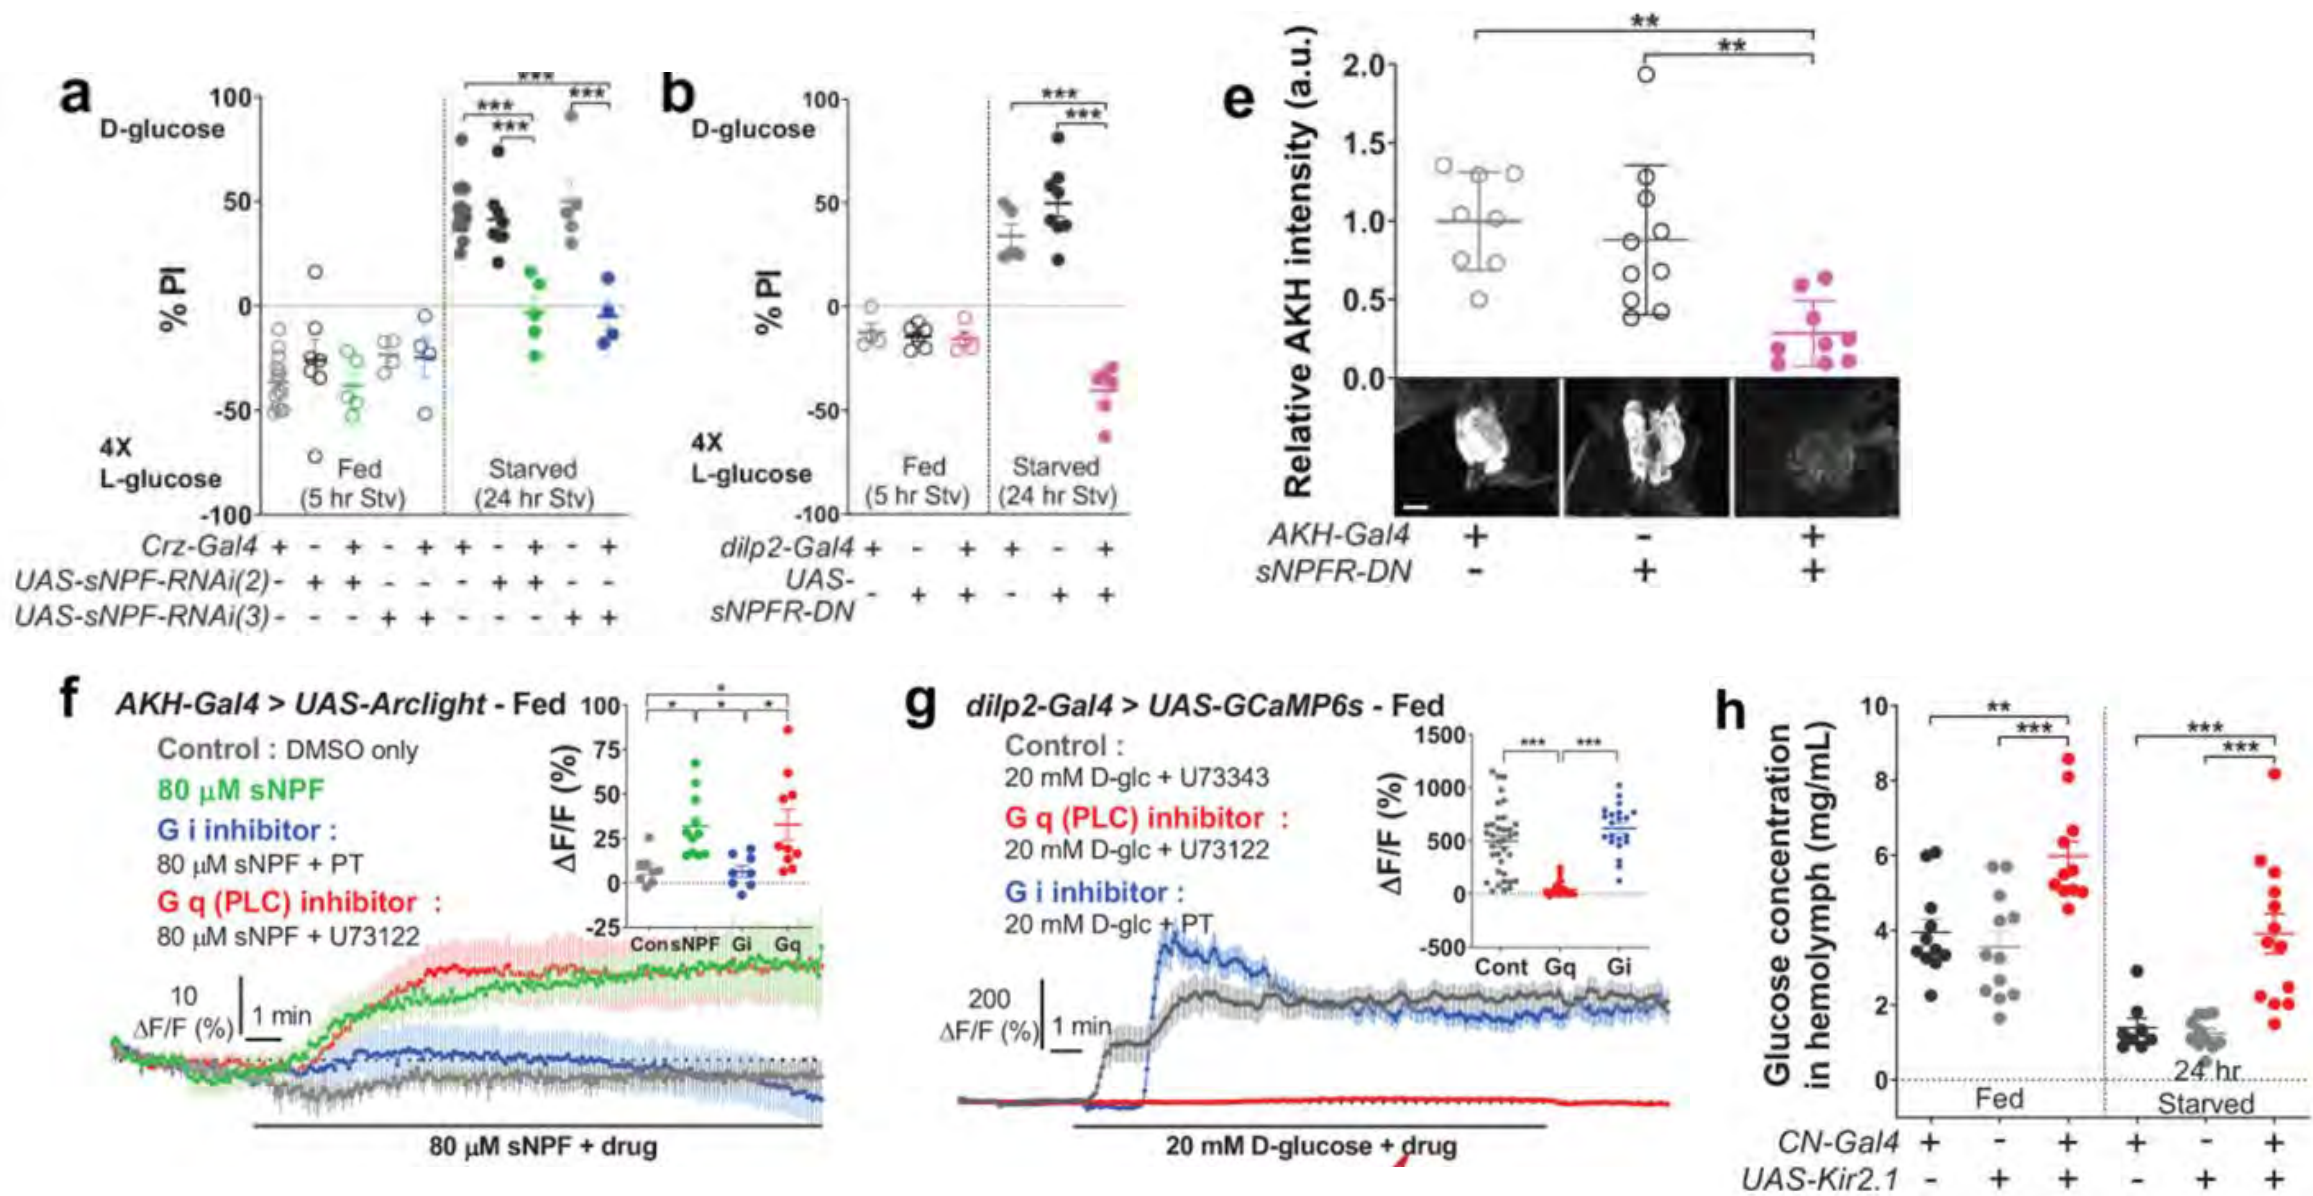 a
D-glucose
4X
L-glucose
% PI
100
50
0
-50
-100
***
***
***
***
Fed
(5 hr Stv)
Starved
(24 hr Stv)
Crz-Gal4 + - + - + + - + - +
UAS-sNPF-RNAi(2) - + + - - - + + - -
UAS-sNPF-RNAi(3) - - - + + - - - + +
b
D-glucose
4X
L-glucose
% PI
100
50
0
-50
-100
***
***
Fed
(5 hr Stv)
Starved
(24 hr Stv)
dilp2-Gal4 + - + + - +
UAS-
sNPFR-DN - + + - + +
e
Relative AKH intensity (a.u.)
2.0
1.5
1.0
0.5
0.0
**
**
AKH-Gal4 + - +
sNPFR-DN - + +
f
AKH-Gal4 > UAS-Arclight - Fed
Control : DMSO only
80 μM sNPF
G i inhibitor :
80 μM sNPF + PT
G q (PLC) inhibitor :
80 μM sNPF + U73122
ΔF/F (%)
100
75
50
25
0
-25
*
* * *
Con sNPF Gi Gq
10
ΔF/F (%)
1 min
80 μM sNPF + drug
g
dilp2-Gal4 > UAS-GCaMP6s - Fed
Control :
20 mM D-glc + U73343
G q (PLC) inhibitor :
20 mM D-glc + U73122
G i inhibitor :
20 mM D-glc + PT
ΔF/F (%)
1500
1000
500
0
-500
*** ***
Cont Gq Gi
200
ΔF/F (%)
1 min
20 mM D-glucose + drug
h
Glucose concentration
in hemolymph (mg/mL)
10
8
6
4
2
0
**
***
***
***
Fed
24 hr
Starved
CN-Gal4 + - + + - +
UAS-Kir2.1 - + + - + +